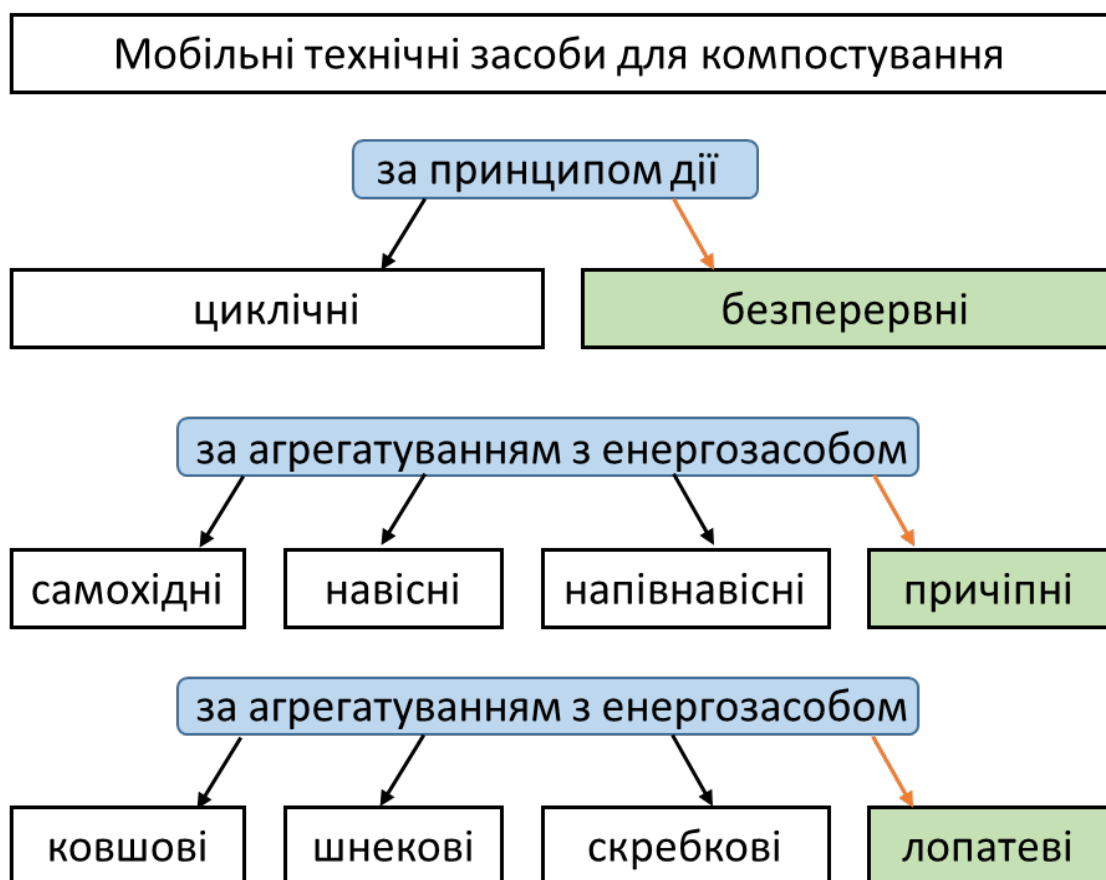 Мобільні технічні засоби для компостування
за принципом дії
циклічні
безперервні
за агрегатуванням з енергозасобом
самохідні
навісні
напівнавісні
причіпні
за агрегатуванням з енергозасобом
ковшові
шнекові
скребкові
лопатеві